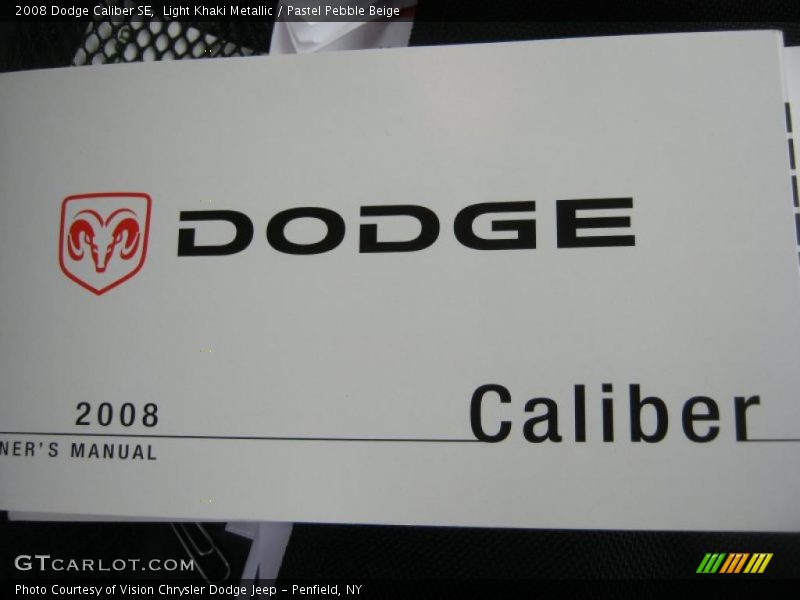 2008 Dodge Caliber SE, Light Khaki Metallic / Pastel Pebble Beige
DODGE
2008
Caliber
NER'S MANUAL
GTCARLOT.COM
Photo Courtesy of Vision Chrysler Dodge Jeep - Penfield, NY